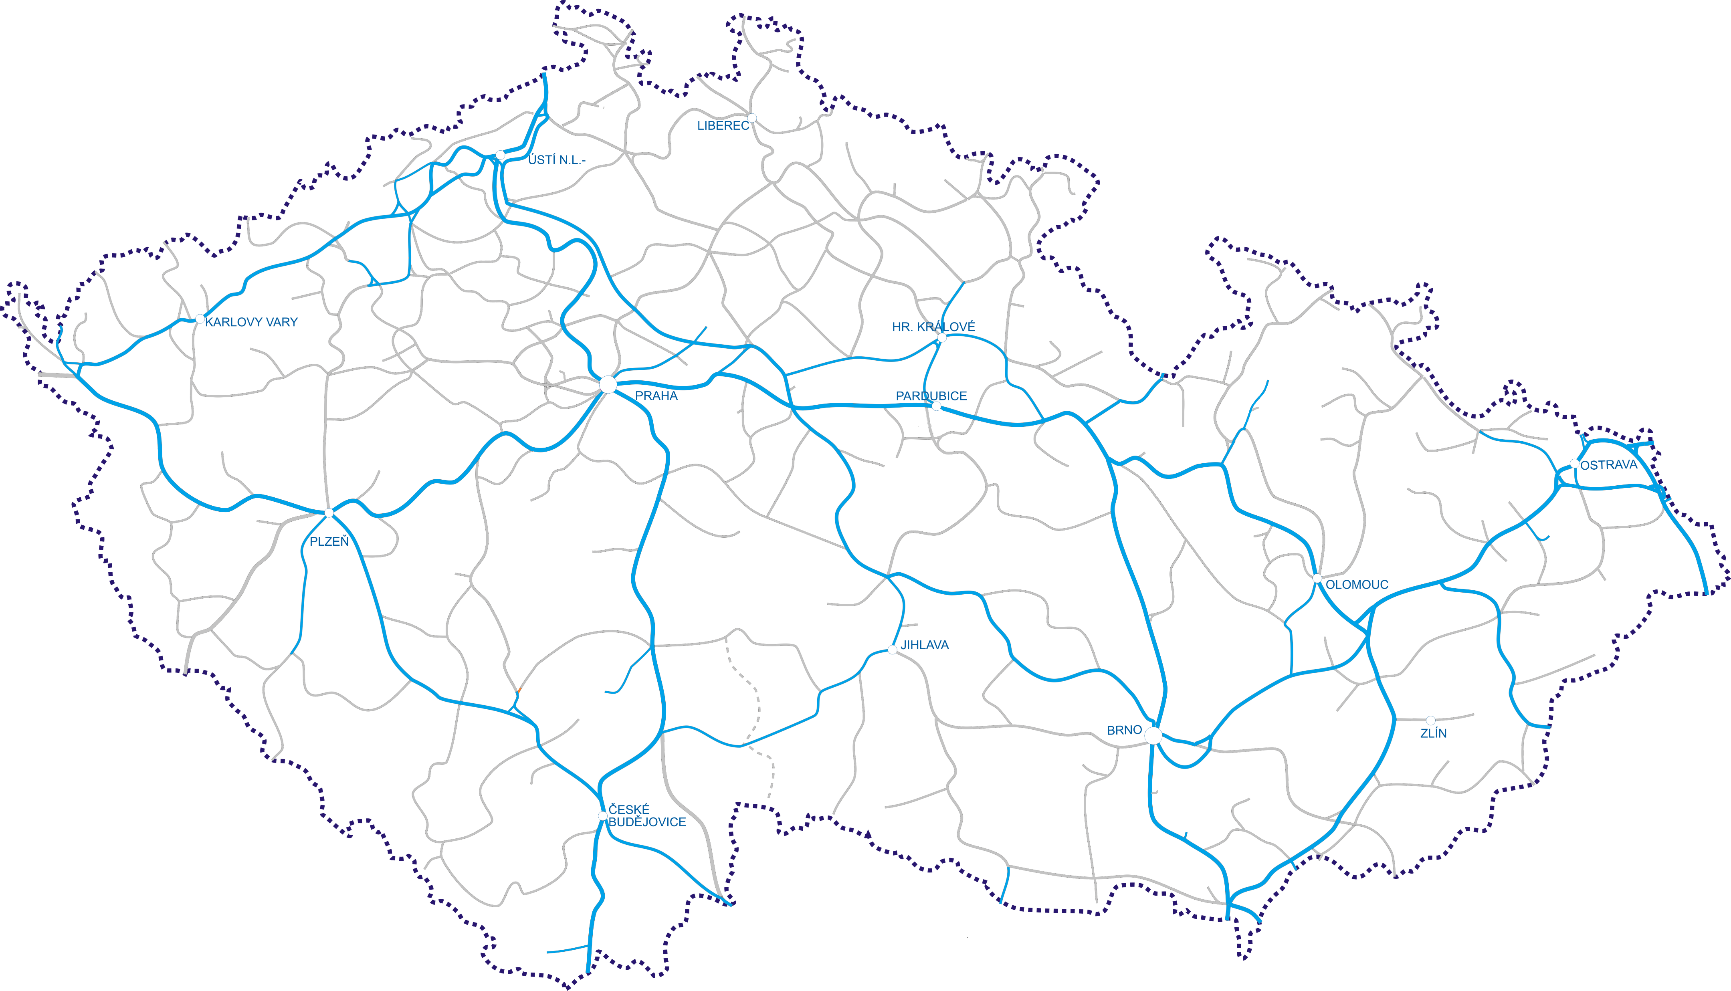 LIBEREC
ÚSTÍ N.L.-
KARLOVY VARY
HR. KRÁLOVÉ
PRAHA
PARDUBICE
OSTRAVA
PLZEŇ
OLOMOUC
JIHLAVA
BRNO
ZLÍN
ČESKÉ
BUDĚJOVICE